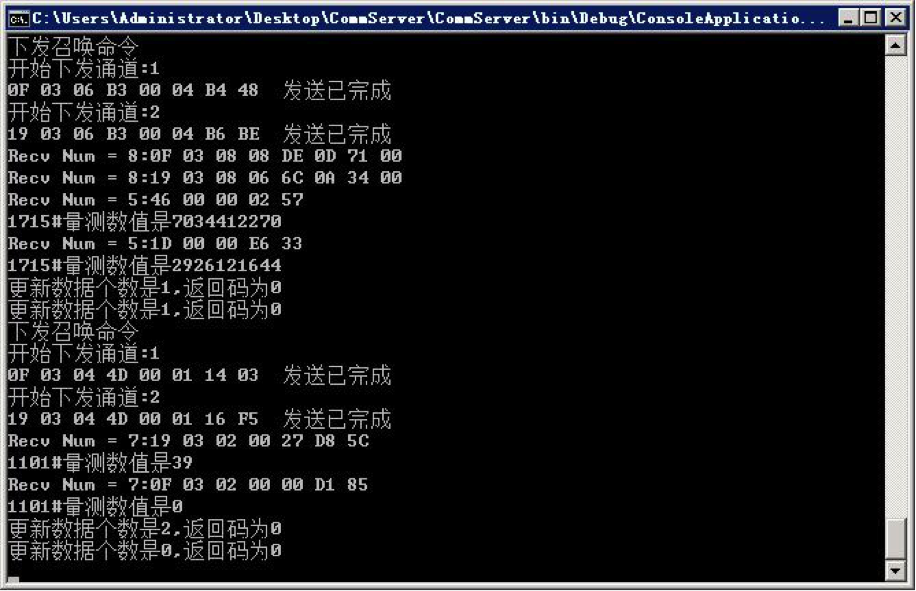 C:\Users\Administrator\Desktop\CommServer\CommServer\bin\Debug\ConsoleApplicatio...
下发召唤命令
开始下发通道:1
0F 03 06 B3 00 04 B4 48  发送已完成
开始下发通道:2
19 03 06 B3 00 04 B6 BE  发送已完成
Recv Num = 8:0F 03 08 08 DE 0D 71 00
Recv Num = 8:19 03 08 06 6C 0A 34 00
Recv Num = 5:46 00 00 02 57
1715#量测数值是7034412270
Recv Num = 5:1D 00 00 E6 33
1715#量测数值是2926121644
更新数据个数是1,返回码为0
更新数据个数是1,返回码为0
下发召唤命令
开始下发通道:1
0F 03 04 4D 00 01 14 03  发送已完成
开始下发通道:2
19 03 04 4D 00 01 16 F5  发送已完成
Recv Num = 7:19 03 02 00 27 D8 5C
1101#量测数值是39
Recv Num = 7:0F 03 02 00 00 D1 85
1101#量测数值是0
更新数据个数是2,返回码为0
更新数据个数是0,返回码为0